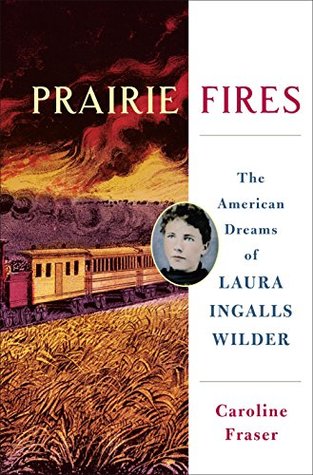 PRAIRIE FIRES
The
American
Dreams
of
LAURA
INGALLS
WILDER
Caroline
Fraser